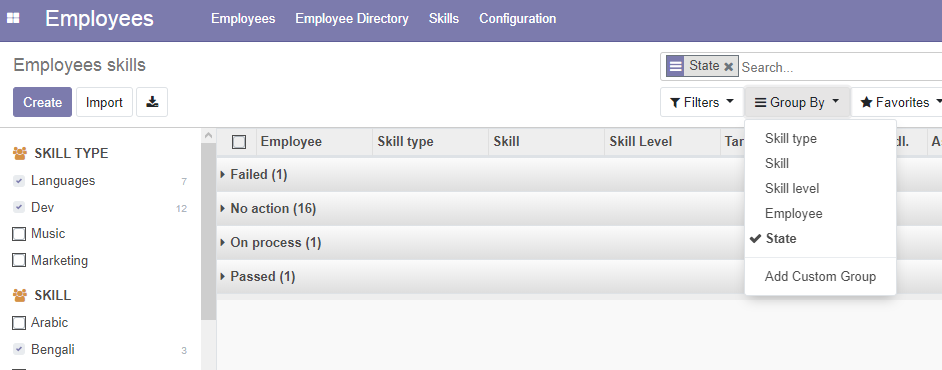 Employees Employees Employee Directory Skills Configuration
Employees skills
State Search...
Create Import
Filters Group By Favorites
Employee Skill type Skill Skill Level
SKILL TYPE
Languages 7
Dev 12
Music
Marketing
SKILL
Arabic
Bengali 3
Failed (1)
No action (16)
On process (1)
Passed (1)
Skill type
Skill
Skill level
Employee
State
Add Custom Group